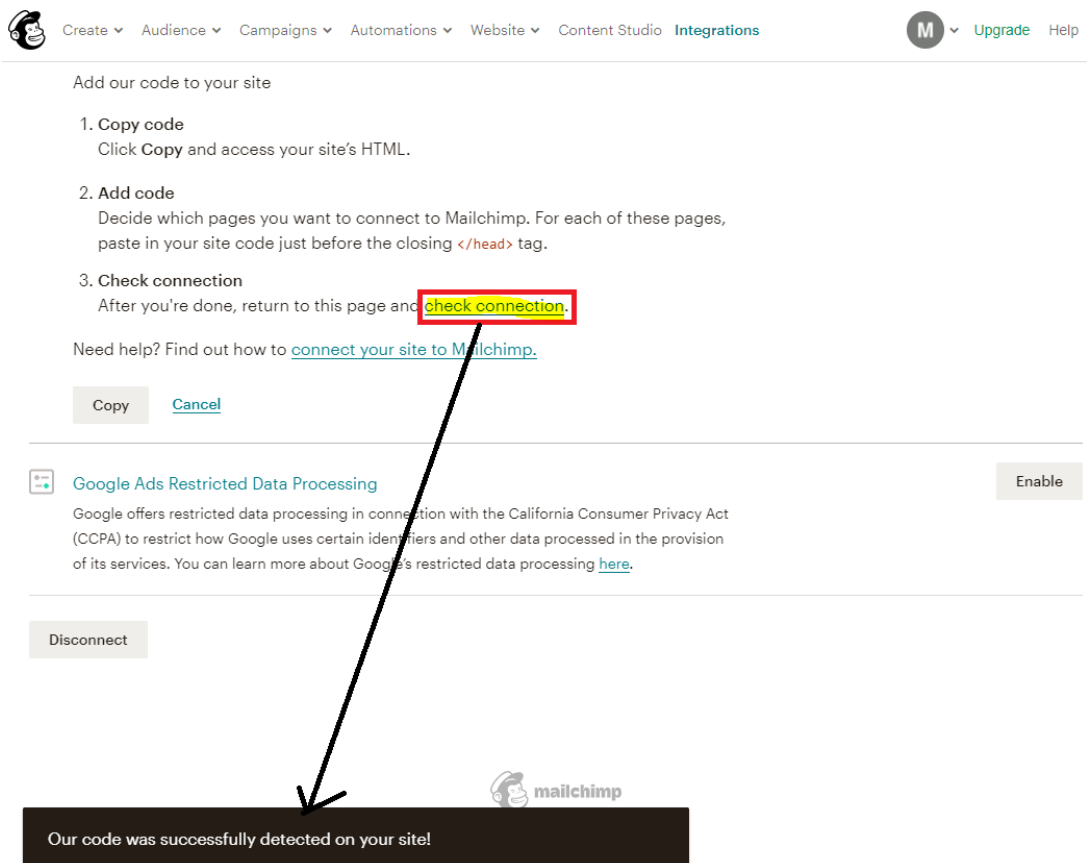 Create Audience Campaigns Automations Website Content Studio Integrations M Upgrade Help
Add our code to your site
1. Copy code
Click Copy and access your site's HTML.
2. Add code
Decide which pages you want to connect to Mailchimp. For each of these pages,
paste in your site code just before the closing </head> tag.
3. Check connection
After you're done, return to this page and check connection.
Need help? Find out how to connect your site to Mailchimp.
Copy Cancel
Google Ads Restricted Data Processing Enable
Google offers restricted data processing in connection with the California Consumer Privacy Act
(CCPA) to restrict how Google uses certain identifiers and other data processed in the provision
of its services. You can learn more about Google's restricted data processing here.
Disconnect
mailchimp
Our code was successfully detected on your site!